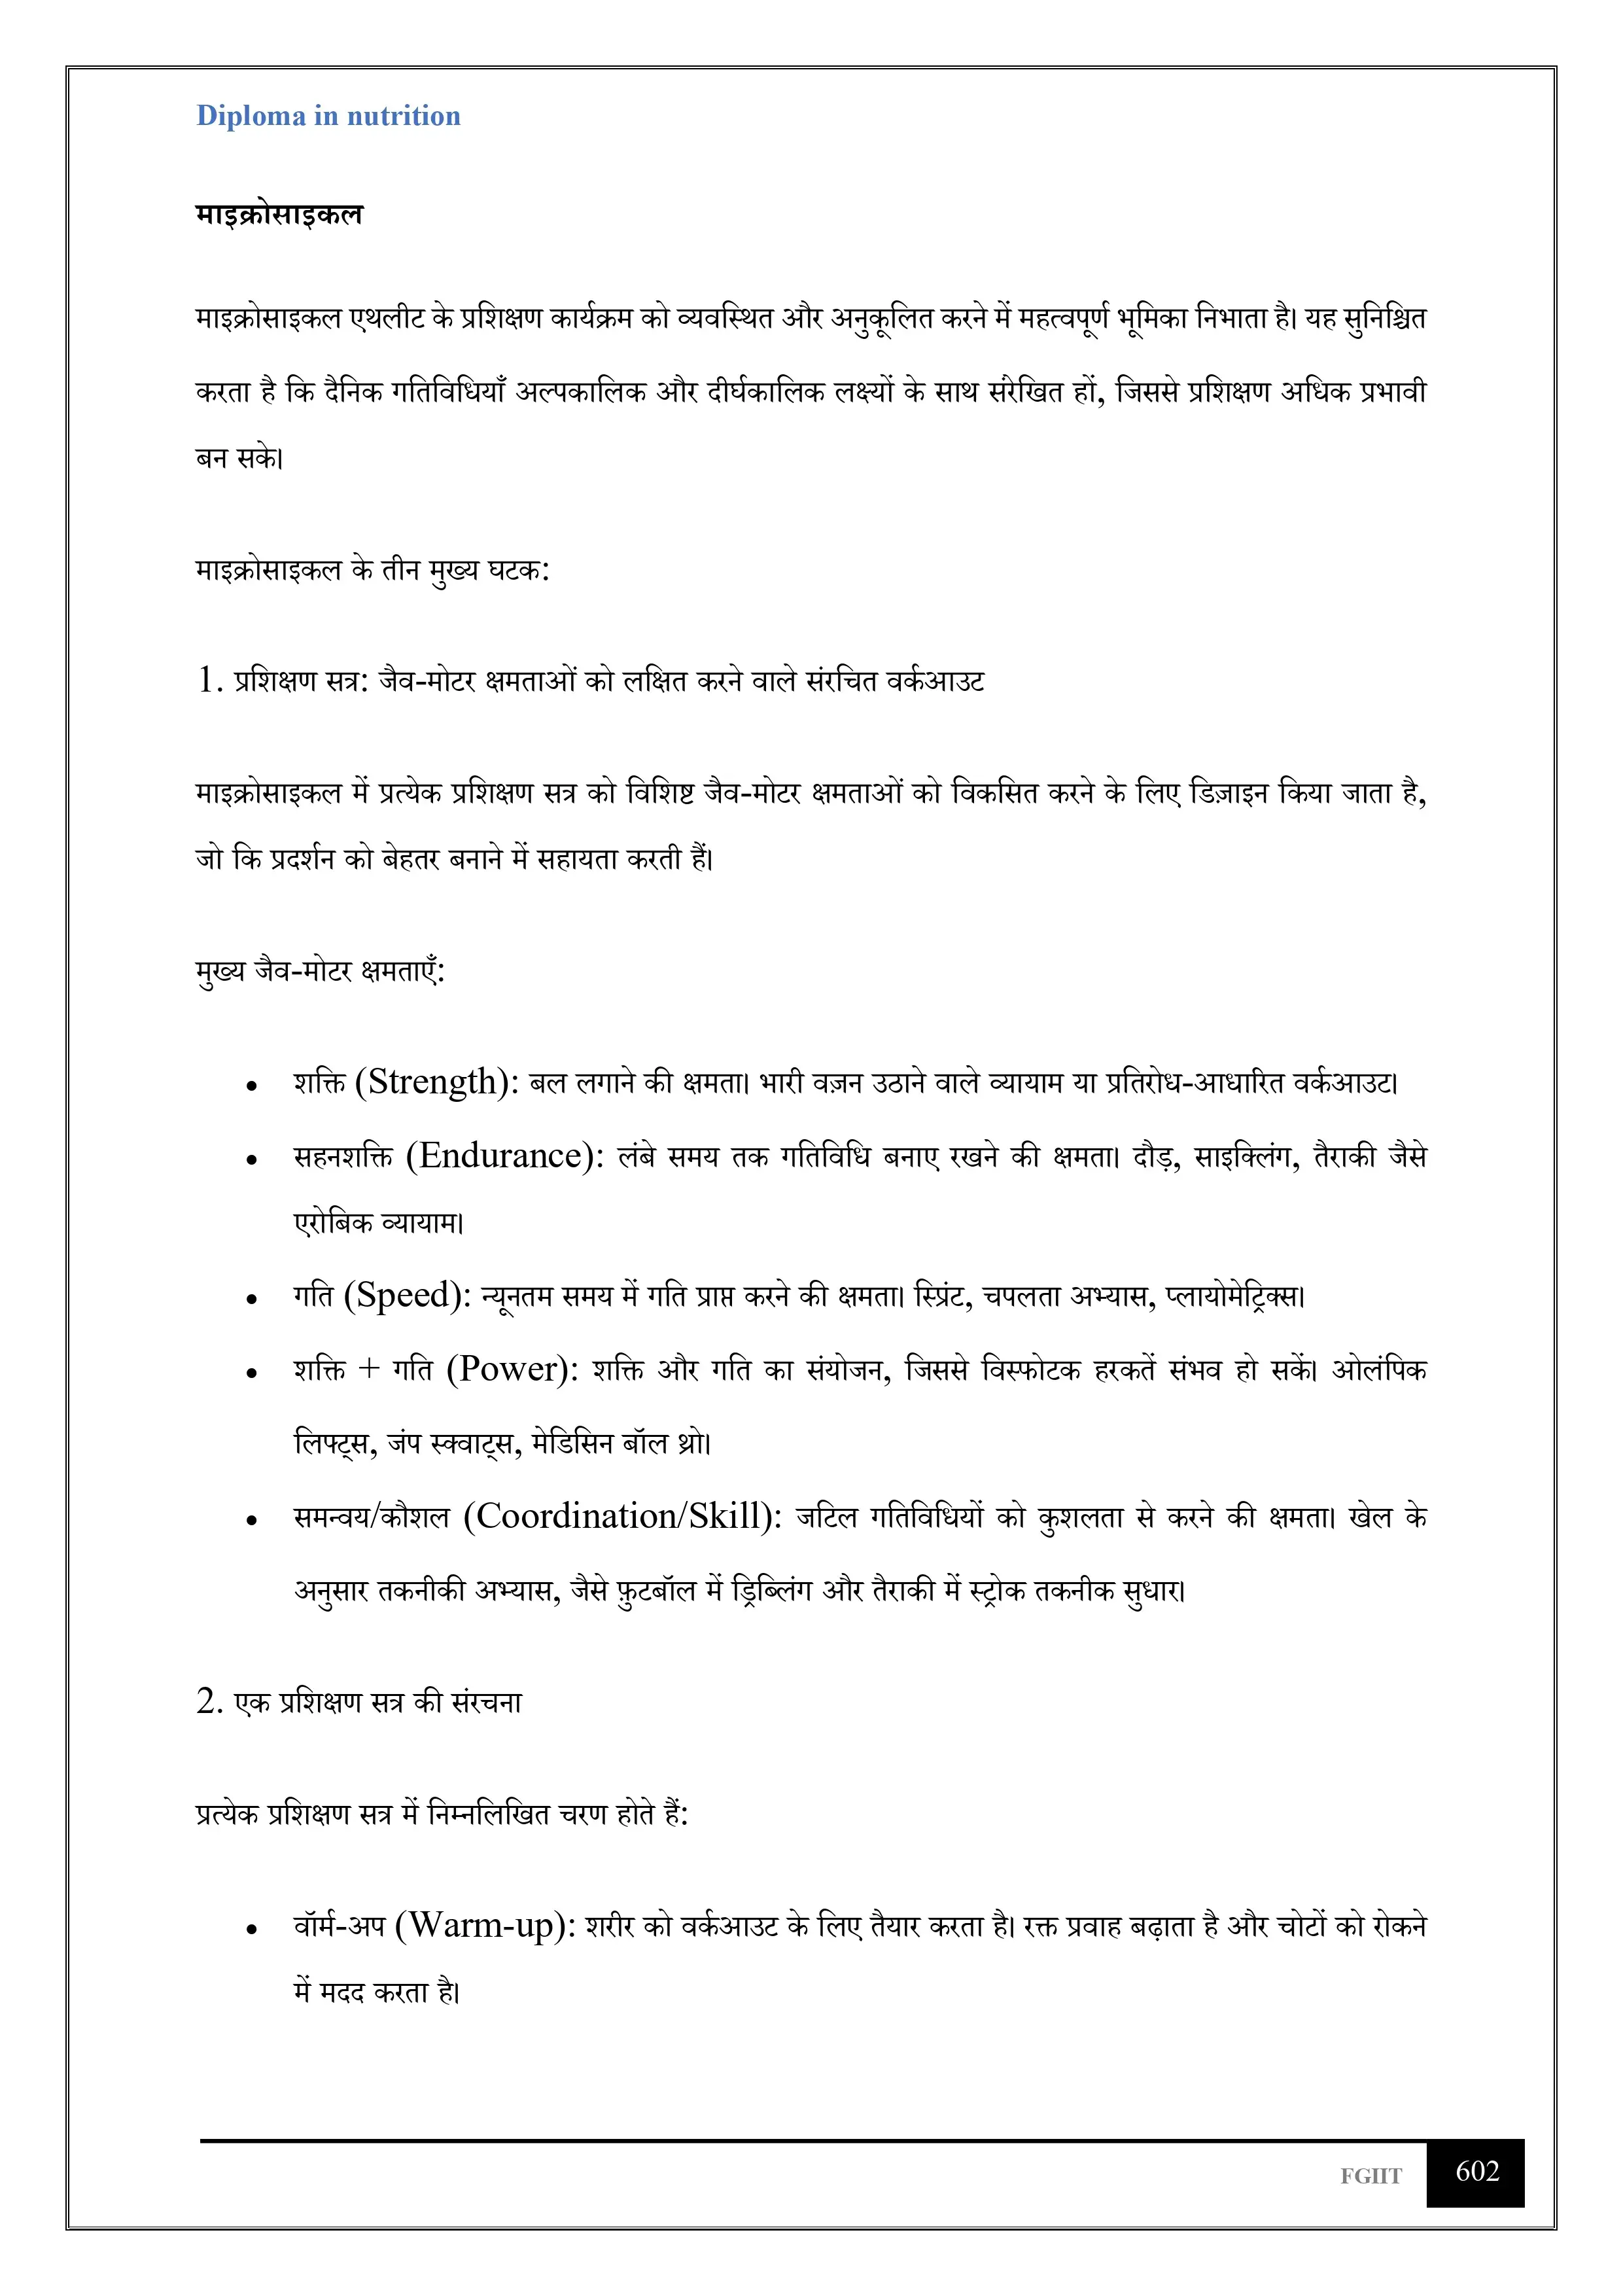 Diploma in nutrition
माइक्रोसाइकल
माइक्रोसाइकल एथलीट के प्रशिक्षण कार्यक्रम को व्यवस्थित और अनुकूलित करने में महत्वपूर्ण भूमिका निभाता है। यह सुनिश्चित
करता है कि दैनिक गतिविधियाँ अल्पकालिक और दीर्घकालिक लक्ष्यों के साथ संरेखित हों, जिससे प्रशिक्षण अधिक प्रभावी
बन सके।
माइक्रोसाइकल के तीन मुख्य घटक:
1. प्रशिक्षण सत्र: जैव-मोटर क्षमताओं को लक्षित करने वाले संरचित वर्कआउट
माइक्रोसाइकल में प्रत्येक प्रशिक्षण सत्र को विशिष्ट जैव-मोटर क्षमताओं को विकसित करने के लिए डिज़ाइन किया जाता है,
जो कि प्रदर्शन को बेहतर बनाने में सहायता करती हैं।
मुख्य जैव-मोटर क्षमताएँ:
• शक्ति (Strength): बल लगाने की क्षमता। भारी वज़न उठाने वाले व्यायाम या प्रतिरोध-आधारित वर्कआउट।
• सहनशक्ति (Endurance): लंबे समय तक गतिविधि बनाए रखने की क्षमता। दौड़, साइक्लिंग, तैराकी जैसे
एरोबिक व्यायाम।
• गति (Speed): न्यूनतम समय में गति प्राप्त करने की क्षमता। स्प्रिंट, चपलता अभ्यास, प्लायोमेट्रिक्स।
• शक्ति + गति (Power): शक्ति और गति का संयोजन, जिससे विस्फोटक हरकतें संभव हो सकें। ओलंपिक
लिफ्ट्स, जंप स्क्वाट्स, मेडिसिन बॉल थ्रो।
• समन्वय/कौशल (Coordination/Skill): जटिल गतिविधियों को कुशलता से करने की क्षमता। खेल के
अनुसार तकनीकी अभ्यास, जैसे फ़ुटबॉल में ड्रिब्लिंग और तैराकी में स्ट्रोक तकनीक सुधार।
2. एक प्रशिक्षण सत्र की संरचना
प्रत्येक प्रशिक्षण सत्र में निम्नलिखित चरण होते हैं:
• वॉर्म-अप (Warm-up): शरीर को वर्कआउट के लिए तैयार करता है। रक्त प्रवाह बढ़ाता है और चोटों को रोकने
में मदद करता है।
FGIIT 602